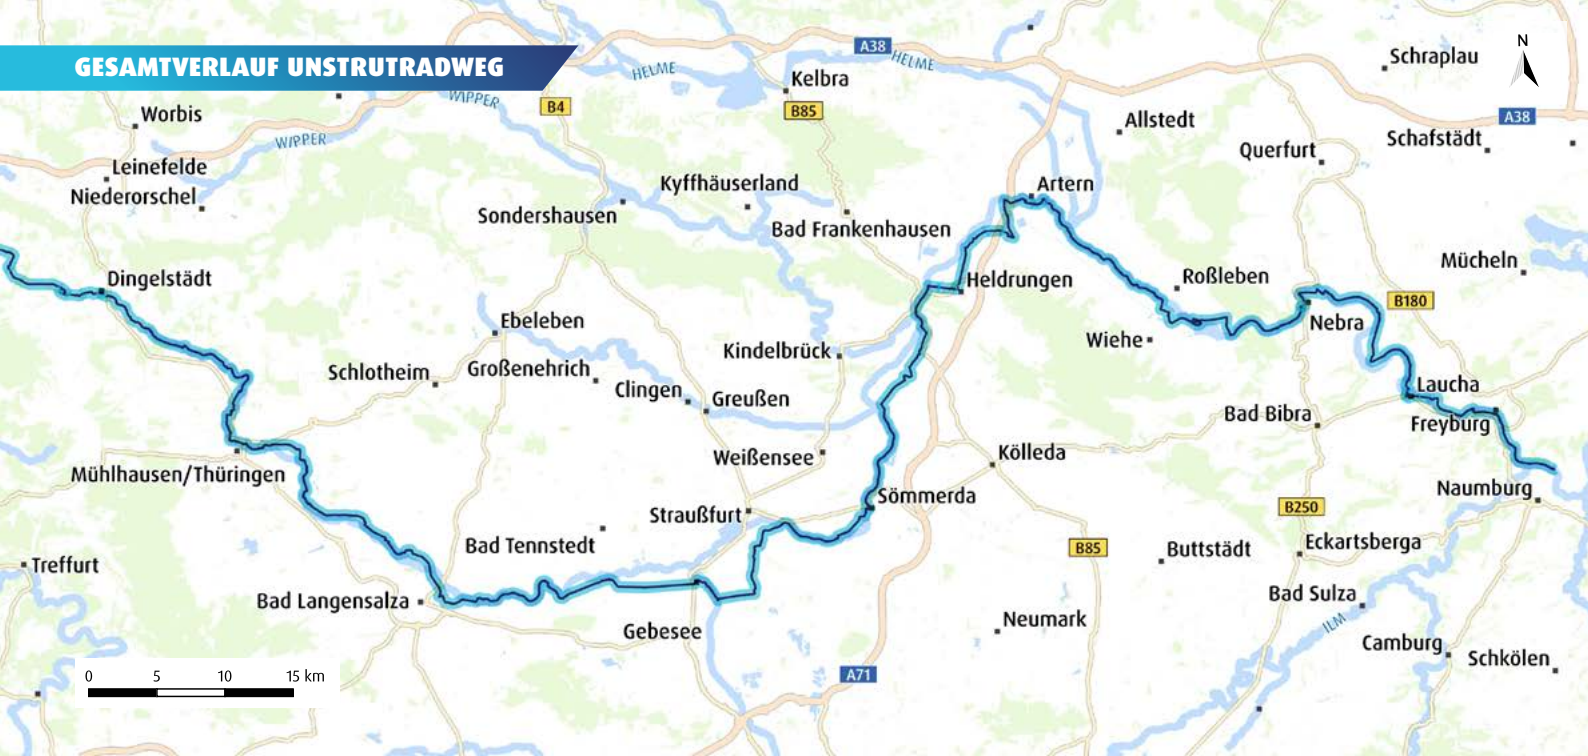 GESAMTVERLAUF UNSTRUTRADWEG
A38
HELME
HELME
N
Schraplau
Kelbra
WIPPER
B4
B85
Worbis
Allstedt
A38
WIPPER
Schafstädt
Querfurt
Leinefelde
Niederorschel
Kyffhäuserland
Artern
Sondershausen
Bad Frankenhausen
Mücheln
Dingelstädt
Heldrungen
Roßleben
B180
Ebeleben
Nebra
Wiehe
Kindelbrück
Schlotheim
Großenehrich
Clingen
Greußen
Laucha
Bad Bibra
Freyburg
Weißensee
Kölleda
Mühlhausen/Thüringen
Naumburg
Sömmerda
Straußfurt
B250
Bad Tennstedt
B85
Buttstädt
Eckartsberga
Treffurt
Bad Langensalza
Bad Sulza
Gebesee
Neumark
ILM
Camburg
Schkölen
A71
0 5 10 15 km